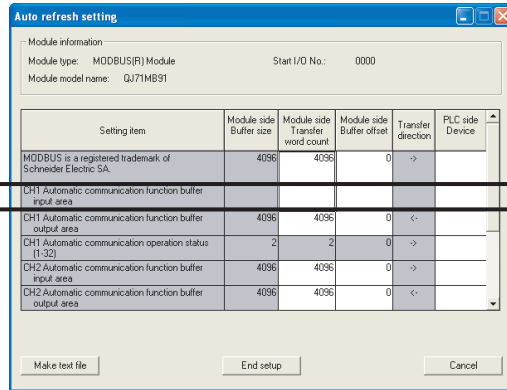 Auto refresh setting
Module information
Module type: MODBUS(R) Module Start I/O No.: 0000
Module model name: QJ71MB91
Setting item Module side Buffer size Module side Transfer word count Module side Buffer offset Transfer direction PLC side Device
MODBUS is a registered trademark of 4096 4096 0 ->
Schneider Electric SA.
CH1 Automatic communication function buffer
input area
CH1 Automatic communication function buffer 4096 4096 0 <-
output area
CH1 Automatic communication operation status 2 2 0 ->
(1-32)
CH2 Automatic communication function buffer 4096 4096 0 ->
input area
CH2 Automatic communication function buffer 4096 4096 0 <-
output area
Make text file End setup Cancel